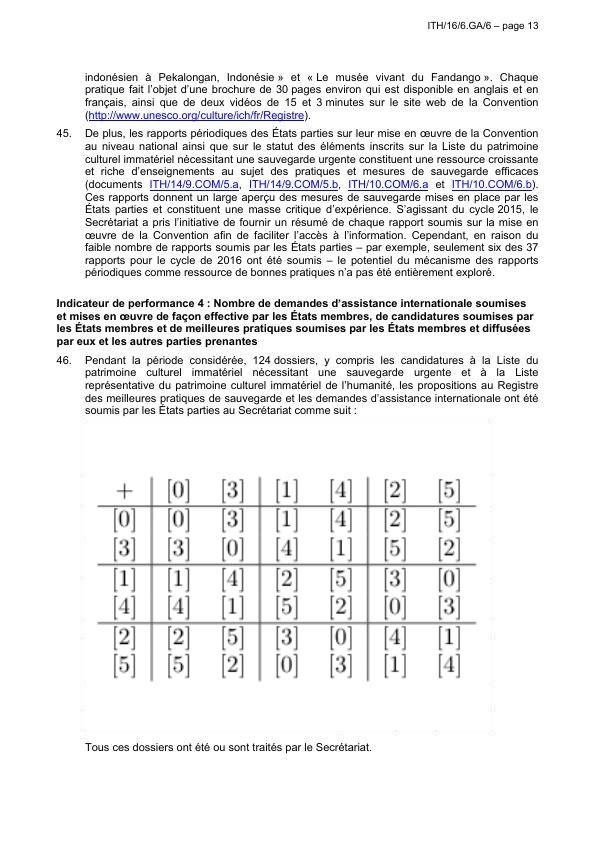 ITH/16/6.GA/6 – page 13
indonésien à Pekalongan, Indonésie » et « Le musée vivant du Fandango ». Chaque
pratique fait l'objet d'une brochure de 30 pages environ qui est disponible en anglais et en
français, ainsi que de deux vidéos de 15 et 3 minutes sur le site web de la Convention
(http://www.unesco.org/culture/ich/fr/Registre).
45. De plus, les rapports périodiques des États parties sur leur mise en œuvre de la Convention
au niveau national ainsi que sur le statut des éléments inscrits sur la Liste du patrimoine
culturel immatériel nécessitant une sauvegarde urgente constituent une ressource croissante
et riche d'enseignements au sujet des pratiques et mesures de sauvegarde efficaces
(documents ITH/14/9.COM/5.a, ITH/14/9.COM/5.b, ITH/10.COM/6.a et ITH/10.COM/6.b).
Ces rapports donnent un large aperçu des mesures de sauvegarde mises en place par les
États parties et constituent une masse critique d'expérience. S'agissant du cycle 2015, le
Secrétariat a pris l'initiative de fournir un résumé de chaque rapport soumis sur la mise en
œuvre de la Convention afin de faciliter l'accès à l'information. Cependant, en raison du
faible nombre de rapports soumis par les États parties – par exemple, seulement six des 37
rapports pour le cycle de 2016 ont été soumis – le potentiel du mécanisme des rapports
périodiques comme ressource de bonnes pratiques n'a pas été entièrement exploré.
Indicateur de performance 4 : Nombre de demandes d'assistance internationale soumises
et mises en œuvre de façon effective par les États membres, de candidatures soumises par
les États membres et de meilleures pratiques soumises par les États membres et diffusées
par eux et les autres parties prenantes
46. Pendant la période considérée, 124 dossiers, y compris les candidatures à la Liste du
patrimoine culturel immatériel nécessitant une sauvegarde urgente et à la Liste
représentative du patrimoine culturel immatériel de l'humanité, les propositions au Registre
des meilleures pratiques de sauvegarde et les demandes d'assistance internationale ont été
soumis par les États parties au Secrétariat comme suit :
+ [0] [3] [1] [4] [2] [5]
[0] [0] [3] [1] [4] [2] [5]
[3] [3] [0] [4] [1] [5] [2]
[1] [1] [4] [2] [5] [3] [0]
[4] [4] [1] [5] [2] [0] [3]
[2] [2] [5] [3] [0] [4] [1]
[5] [5] [2] [0] [3] [1] [4]
Tous ces dossiers ont été ou sont traités par le Secrétariat.